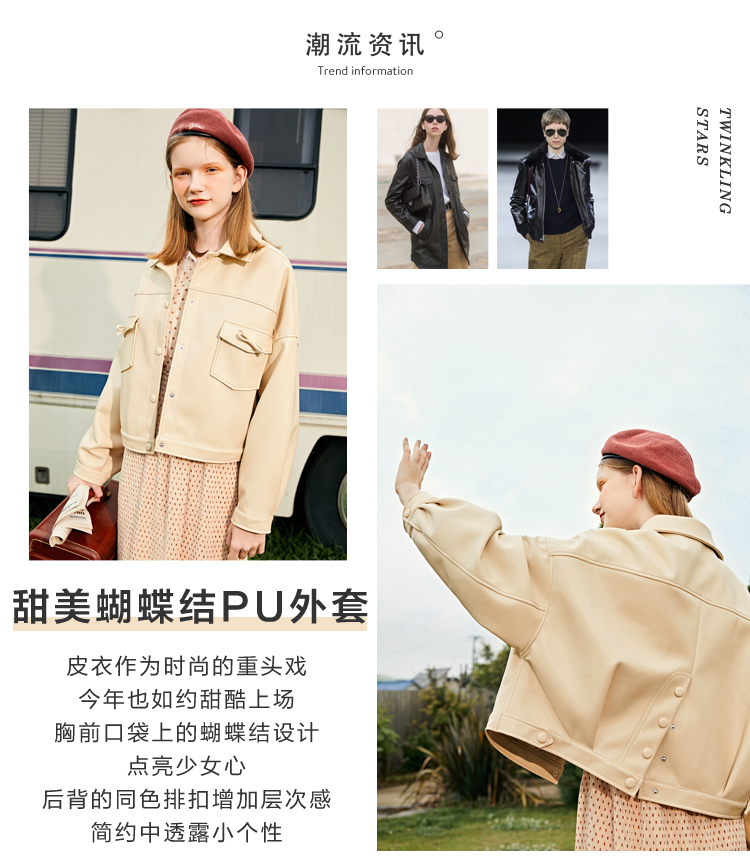 潮流资讯
Trend information
TWINKLING
STARS
甜美蝴蝶结PU外套
皮衣作为时尚的重头戏
今年也如约甜酷上场
胸前口袋上的蝴蝶结设计
点亮少女心
后背的同色排扣增加层次感
简约中透露小个性